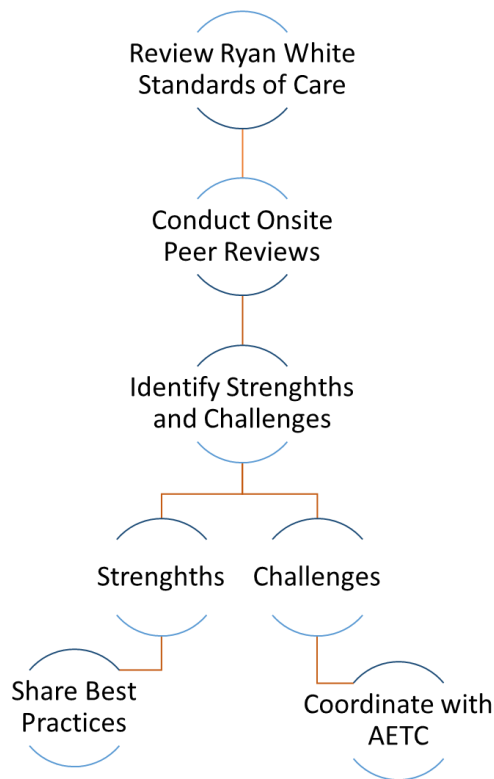 Review Ryan White
Standards of Care
Conduct Onsite
Peer Reviews
Identify Strenghths
and Challenges
Strenghths
Challenges
Share Best
Practices
Coordinate with
AETC